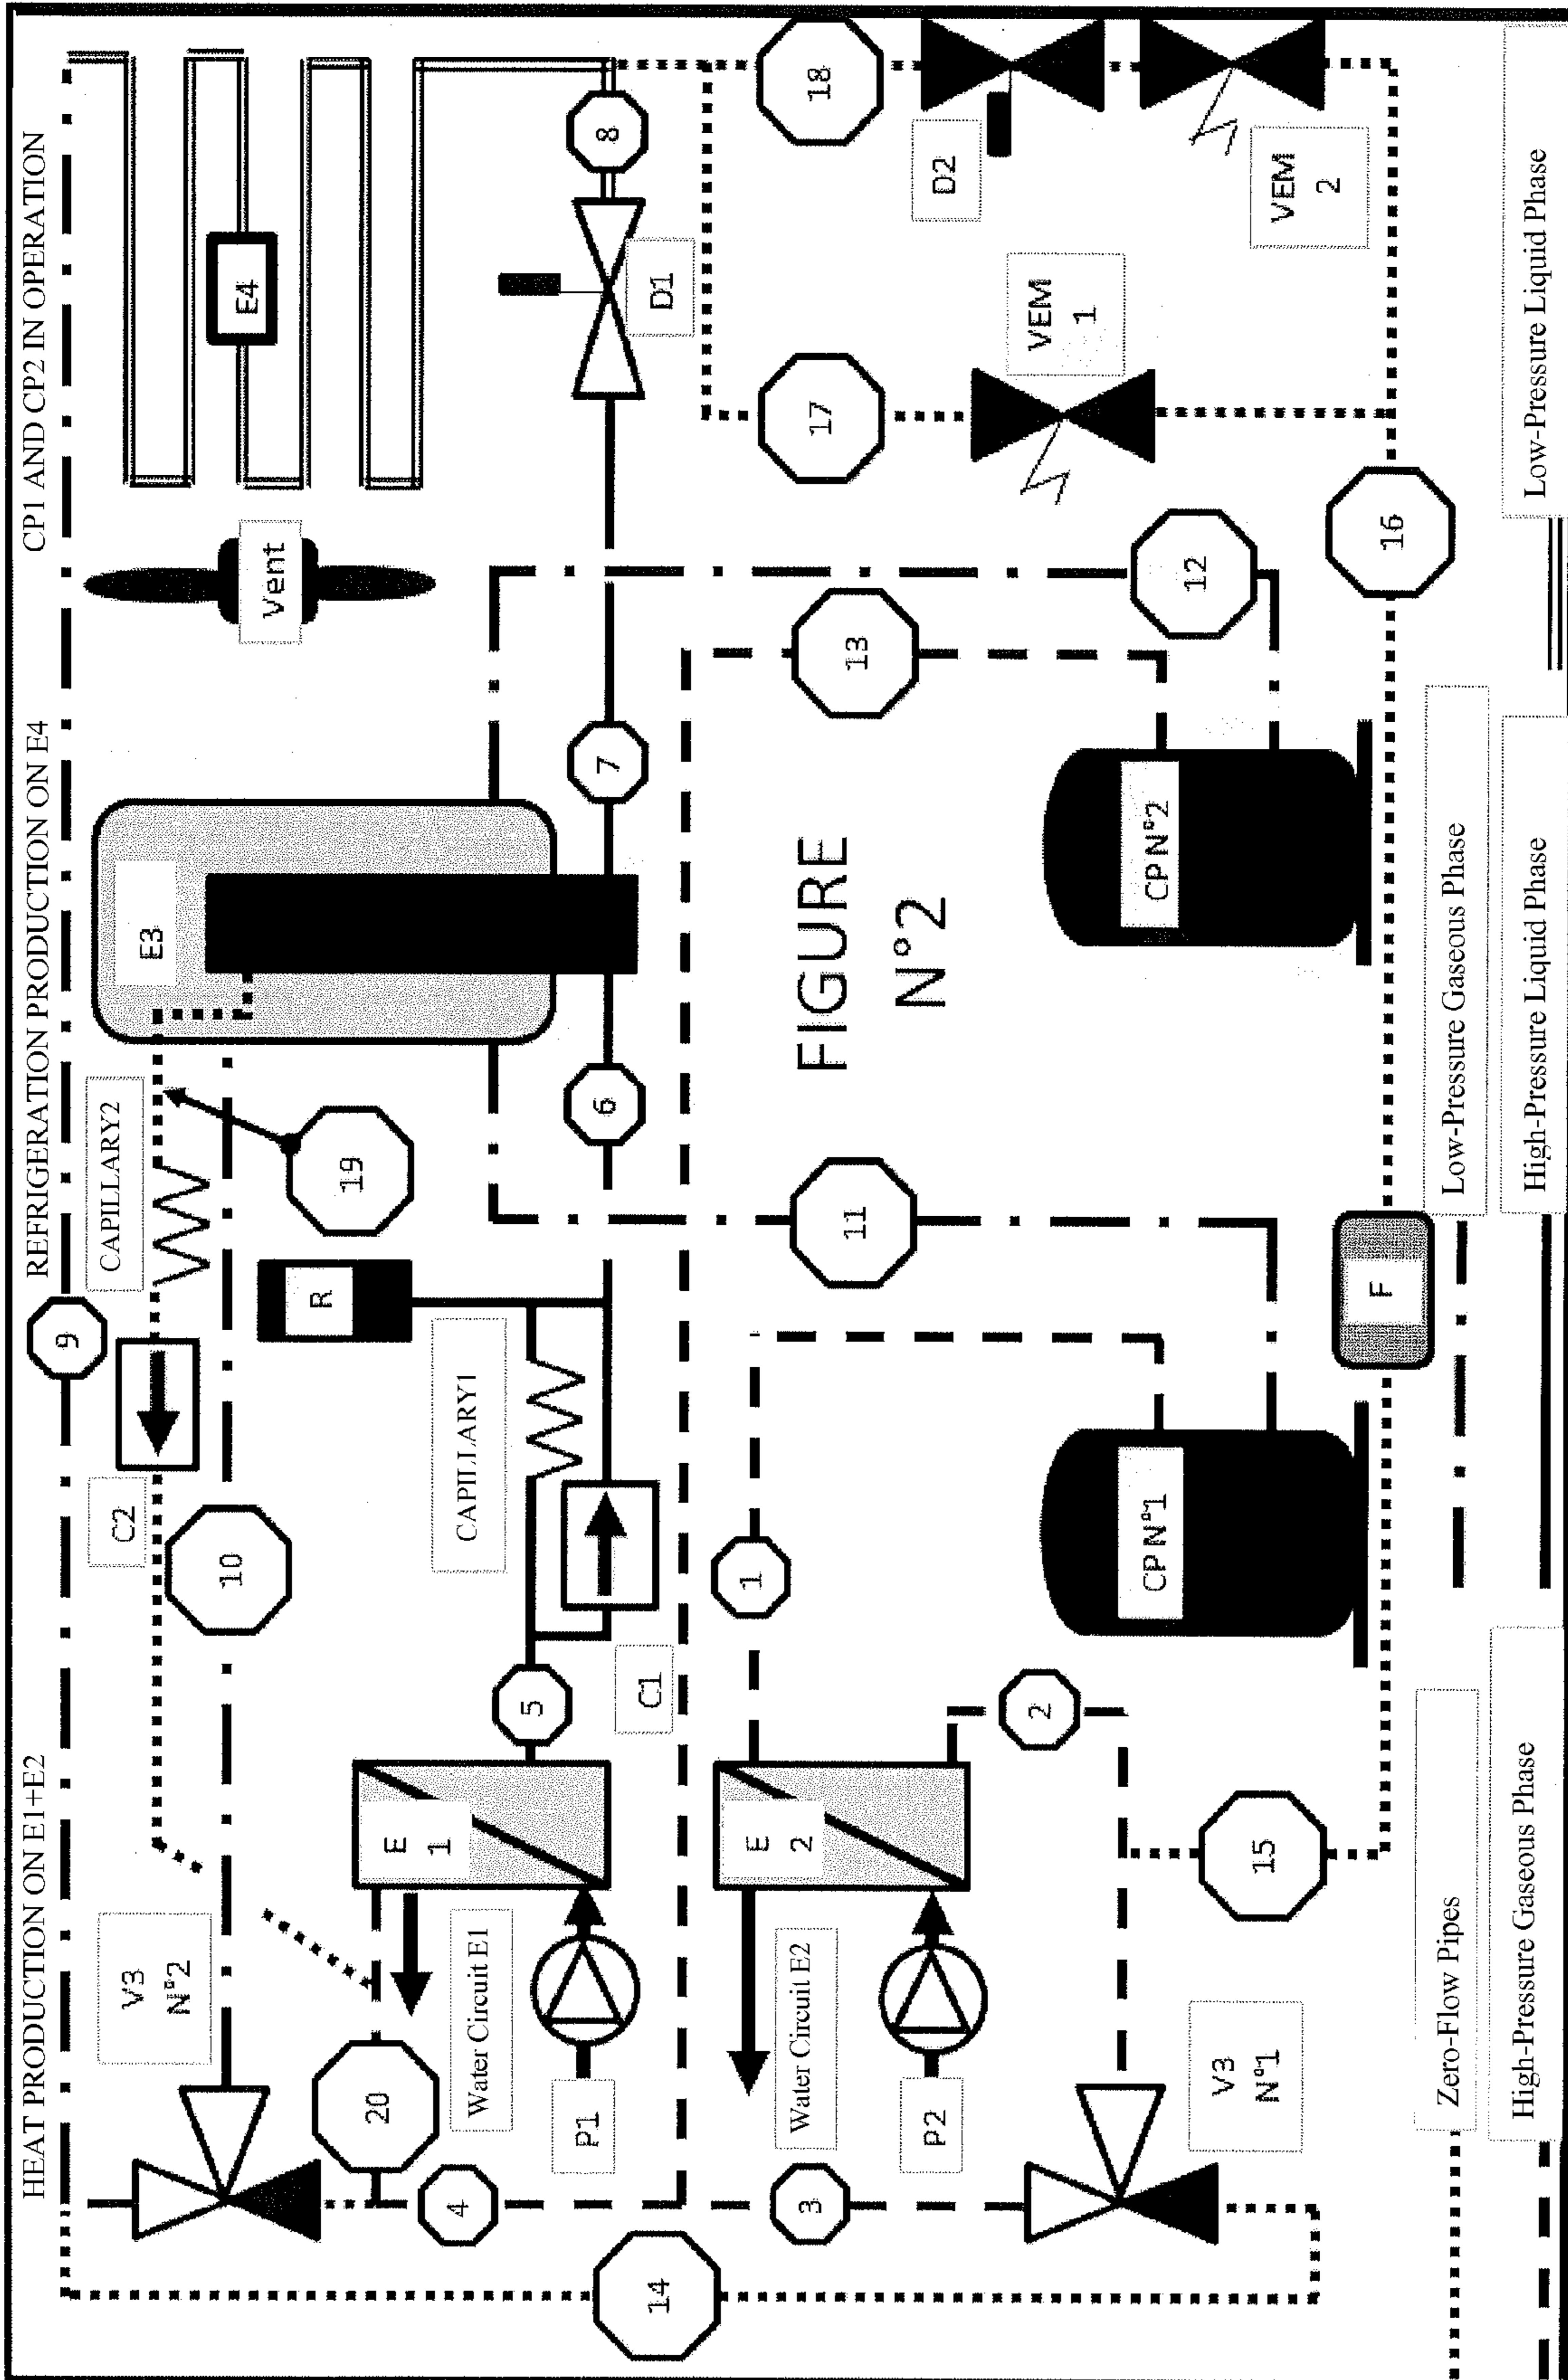 HEAT PRODUCTION ON E1+E2
REFRIGERATION PRODUCTION ON E4
CP1 AND CP2 IN OPERATION
9
V3
N°2
C2
CAPILLARY2
E3
Vent
E4
10
19
R
20
E
1
Water Circuit E1
P1
4
5
CAPILLARY1
C1
6
7
D1
8
14
3
E
2
Water Circuit E2
P2
1
2
11
FIGURE
N°2
13
17
18
D2
VEM
1
VEM
2
12
V3
N°1
15
CP N°1
CP N°2
F
16
Zero-Flow Pipes
Low-Pressure Gaseous Phase
High-Pressure Gaseous Phase
High-Pressure Liquid Phase
Low-Pressure Liquid Phase